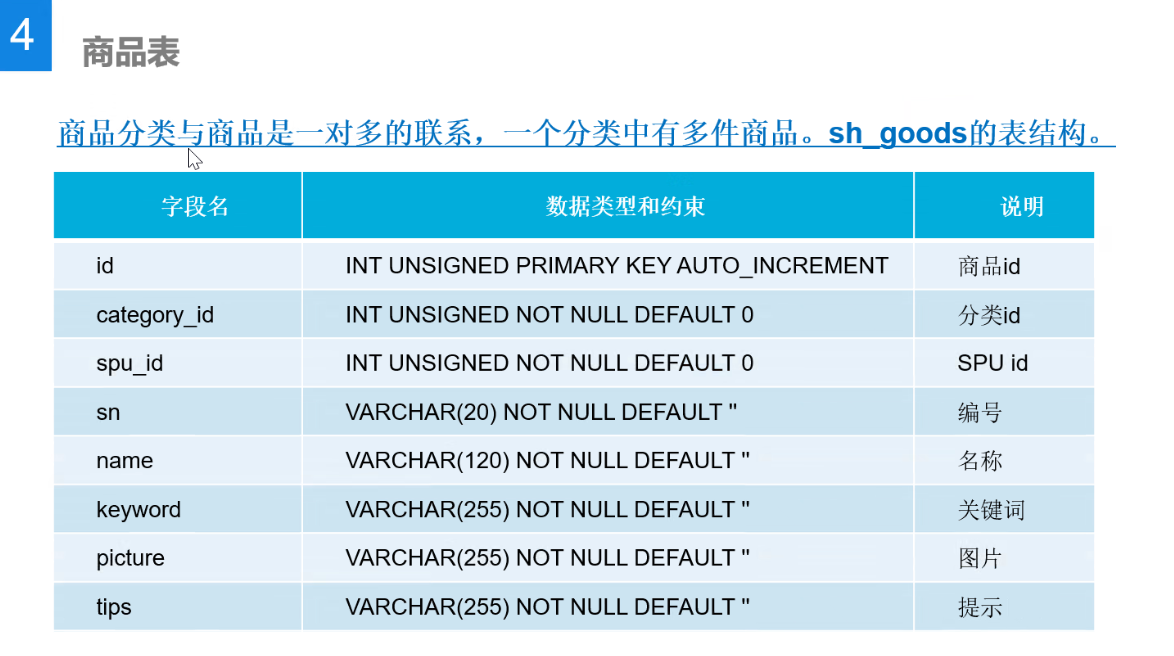 4
商品表
商品分类与商品是一对多的联系，一个分类中有多件商品。sh_goods的表结构。
字段名 数据类型和约束 说明
id INT UNSIGNED PRIMARY KEY AUTO_INCREMENT 商品id
category_id INT UNSIGNED NOT NULL DEFAULT 0 分类id
spu_id INT UNSIGNED NOT NULL DEFAULT 0 SPU id
sn VARCHAR(20) NOT NULL DEFAULT '' 编号
name VARCHAR(120) NOT NULL DEFAULT '' 名称
keyword VARCHAR(255) NOT NULL DEFAULT '' 关键词
picture VARCHAR(255) NOT NULL DEFAULT '' 图片
tips VARCHAR(255) NOT NULL DEFAULT '' 提示